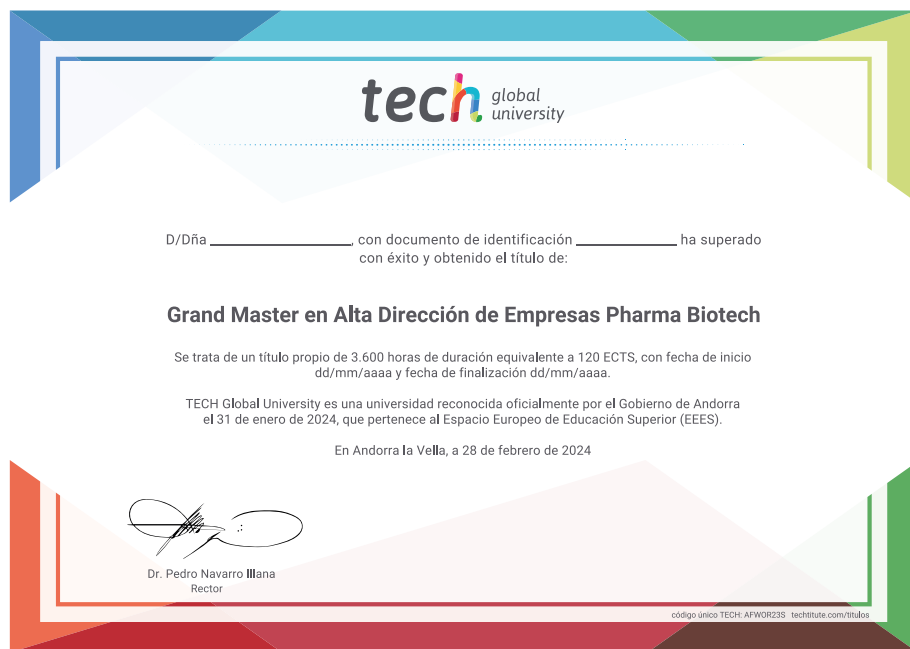 tech global
university
D/Dña ______________, con documento de identificación __________ ha superado
con éxito y obtenido el título de:
Grand Master en Alta Dirección de Empresas Pharma Biotech
Se trata de un título propio de 3.600 horas de duración equivalente a 120 ECTS, con fecha de inicio
dd/mm/aaaa y fecha de finalización dd/mm/aaaa.
TECH Global University es una universidad reconocida oficialmente por el Gobierno de Andorra
el 31 de enero de 2024, que pertenece al Espacio Europeo de Educación Superior (EEES).
En Andorra la Vella, a 28 de febrero de 2024
Dr. Pedro Navarro Illana
Rector
código único TECH: AFWOR23S techtitute.com/titulos